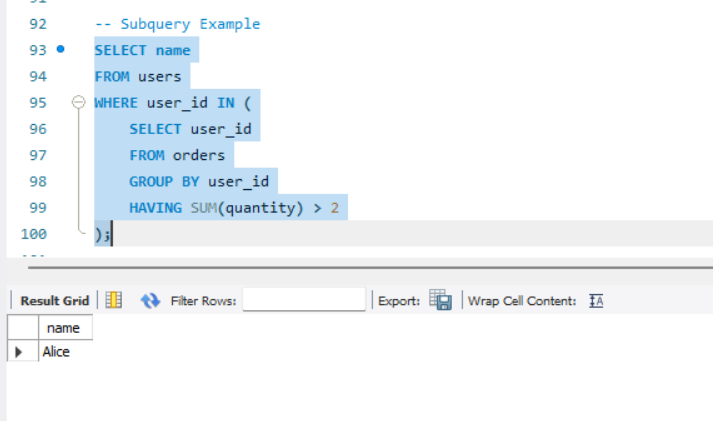 92 -- Subquery Example
93 SELECT name
94 FROM users
95 WHERE user_id IN (
96 SELECT user_id
97 FROM orders
98 GROUP BY user_id
99 HAVING SUM(quantity) > 2
100 );
Result Grid Filter Rows: Export: Wrap Cell Content:
name
Alice